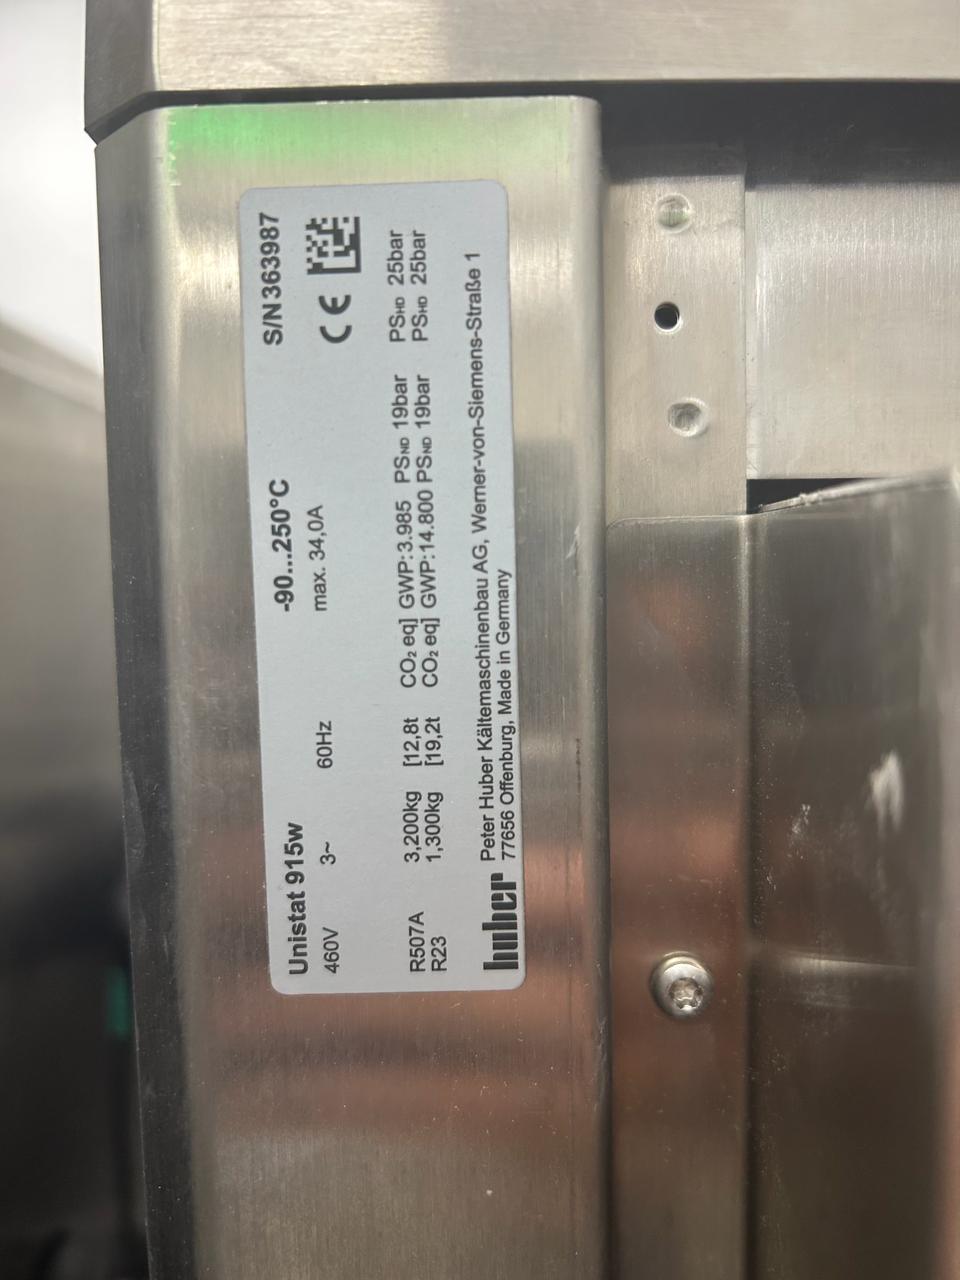 Unistat 915w -90...250°C S/N363987
460V 3~ 60Hz max. 34,0A CE
R507A 3,200kg [12,8t CO₂ eq] GWP:3.985 PSND 19bar PSHD 25bar
R23 1,300kg [19,2t CO₂ eq] GWP:14.800 PSND 19bar PSHD 25bar
huber Peter Huber Kältemaschinenbau AG, Werner-von-Siemens-Straße 1
77656 Offenburg, Made in Germany